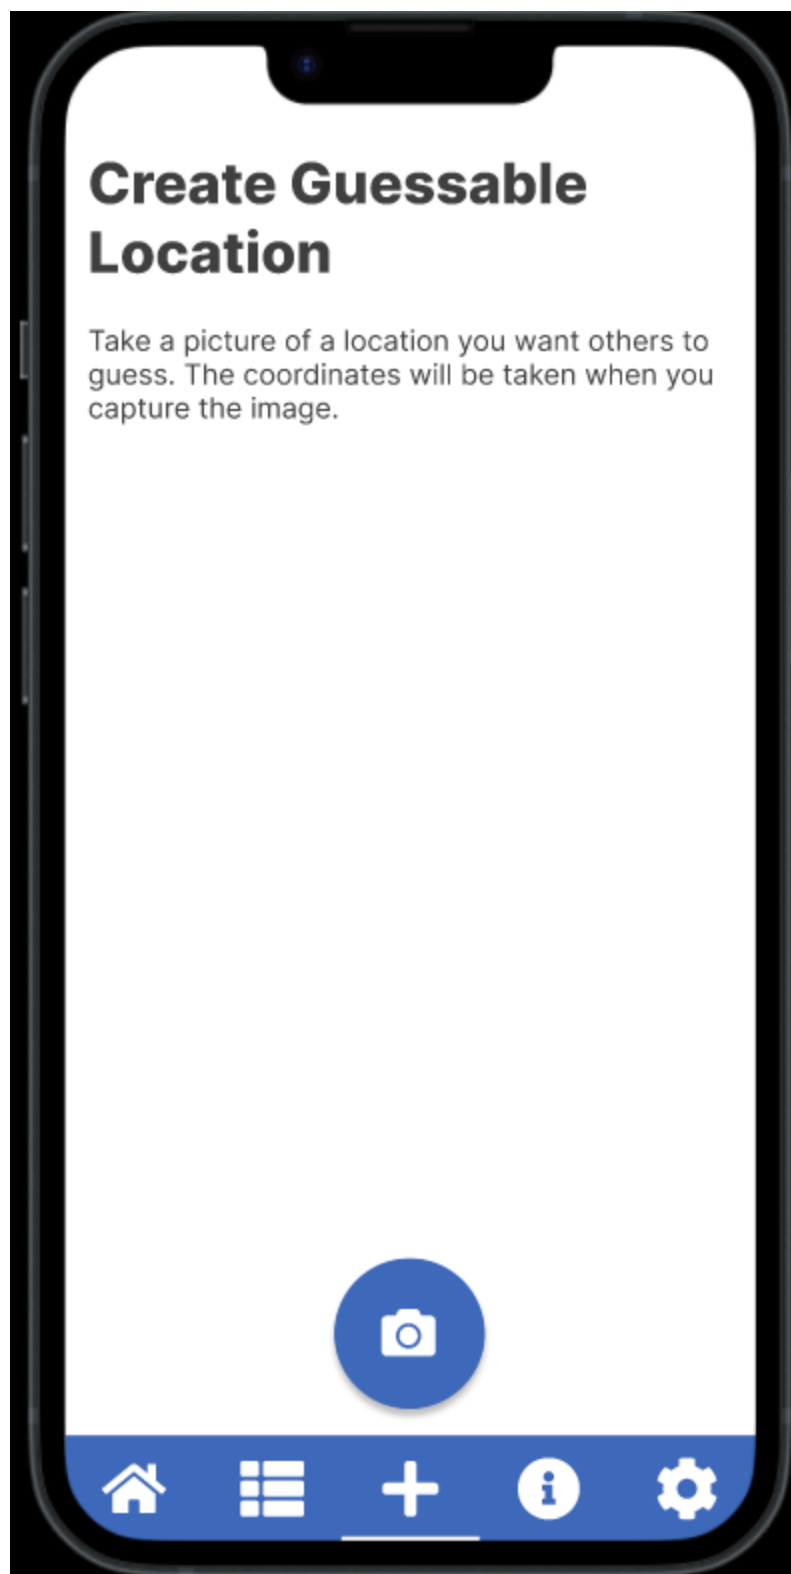 Create Guessable
Location
Take a picture of a location you want others to
guess. The coordinates will be taken when you
capture the image.